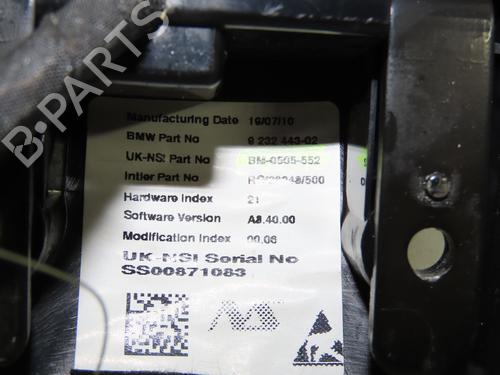 Manufacturing Date 19/07/10
BMW Part No 9 232 443-02
UK-NSI Part No BM-0505-552
Intier Part No
Hardware Index 21
Software Version A8.40.00
Modification Index 00.06
UK-NSI Serial No
SS00871083
B-PARTS